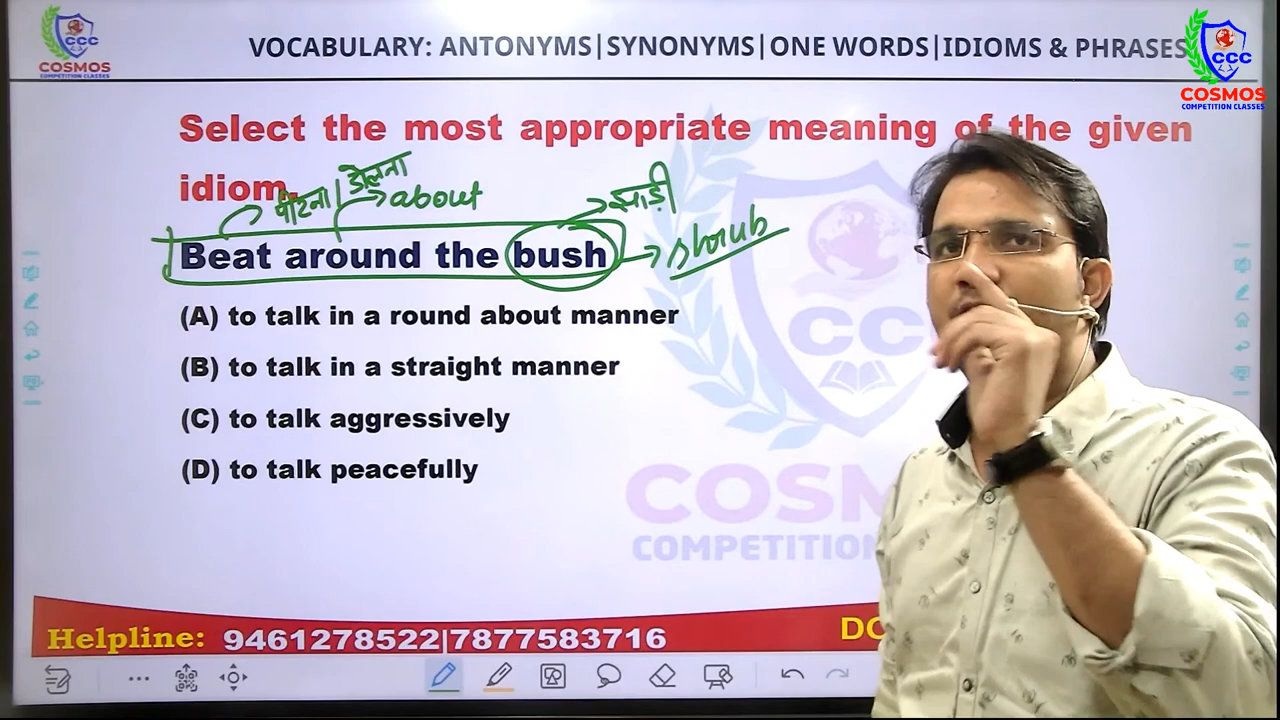 CCC
COSMOS
COMPETITION CLASSES
VOCABULARY: ANTONYMS|SYNONYMS|ONE WORDS|IDIOMS & PHRASES
CCC
COSMOS
COMPETITION CLASSES
Select the most appropriate meaning of the given
idiom.
पीटना | डोलना
about
झाड़ी
Beat around the bush
shrub
(A) to talk in a round about manner
(B) to talk in a straight manner
(C) to talk aggressively
(D) to talk peacefully
CC
COSM
COMPETITION
Helpline: 9461278522|7877583716